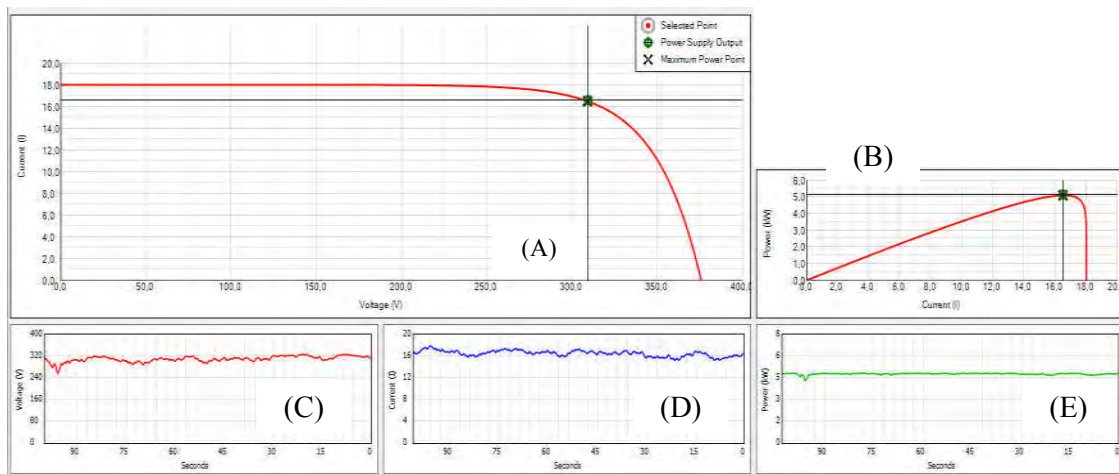 Selected Point
Power Supply Output
Maximum Power Point
20,0
18,0
16,0
14,0
12,0
10,0
8,0
6,0
4,0
2,0
0,0
Current (I)
0,0 50,0 100,0 150,0 200,0 250,0 300,0 350,0 400,0
Voltage (V)
(A)
(B)
6,0
5,0
4,0
3,0
2,0
1,0
0,0
Power (kW)
0,0 2,0 4,0 6,0 8,0 10,0 12,0 14,0 16,0 18,0 20,
Current (I)
400
320
240
160
80
0
Voltage (V)
90 75 60 45 30 15 0
Seconds
(C)
20
16
12
8
4
0
Current (I)
90 75 60 45 30 15 0
Seconds
(D)
8
6
5
3
2
0
Power (kW)
90 75 60 45 30 15 0
Seconds
(E)